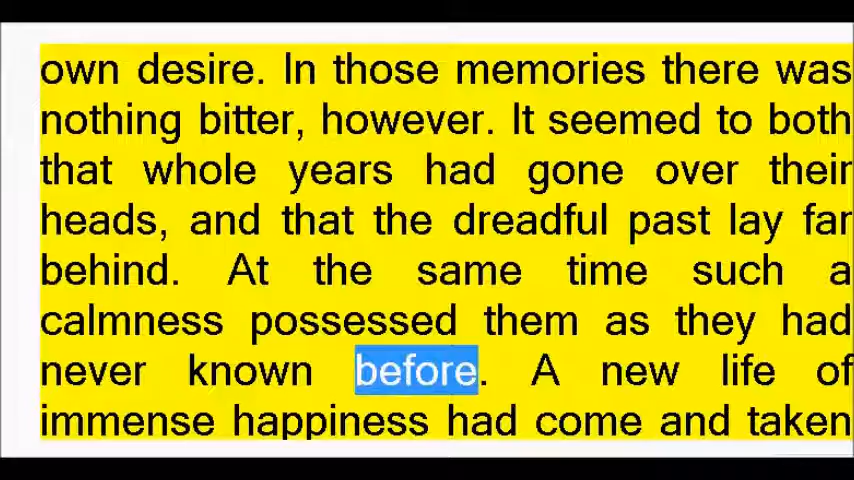 own desire. In those memories there was
nothing bitter, however. It seemed to both
that whole years had gone over their
heads, and that the dreadful past lay far
behind. At the same time such a
calmness possessed them as they had
never known before. A new life of
immense happiness had come and taken